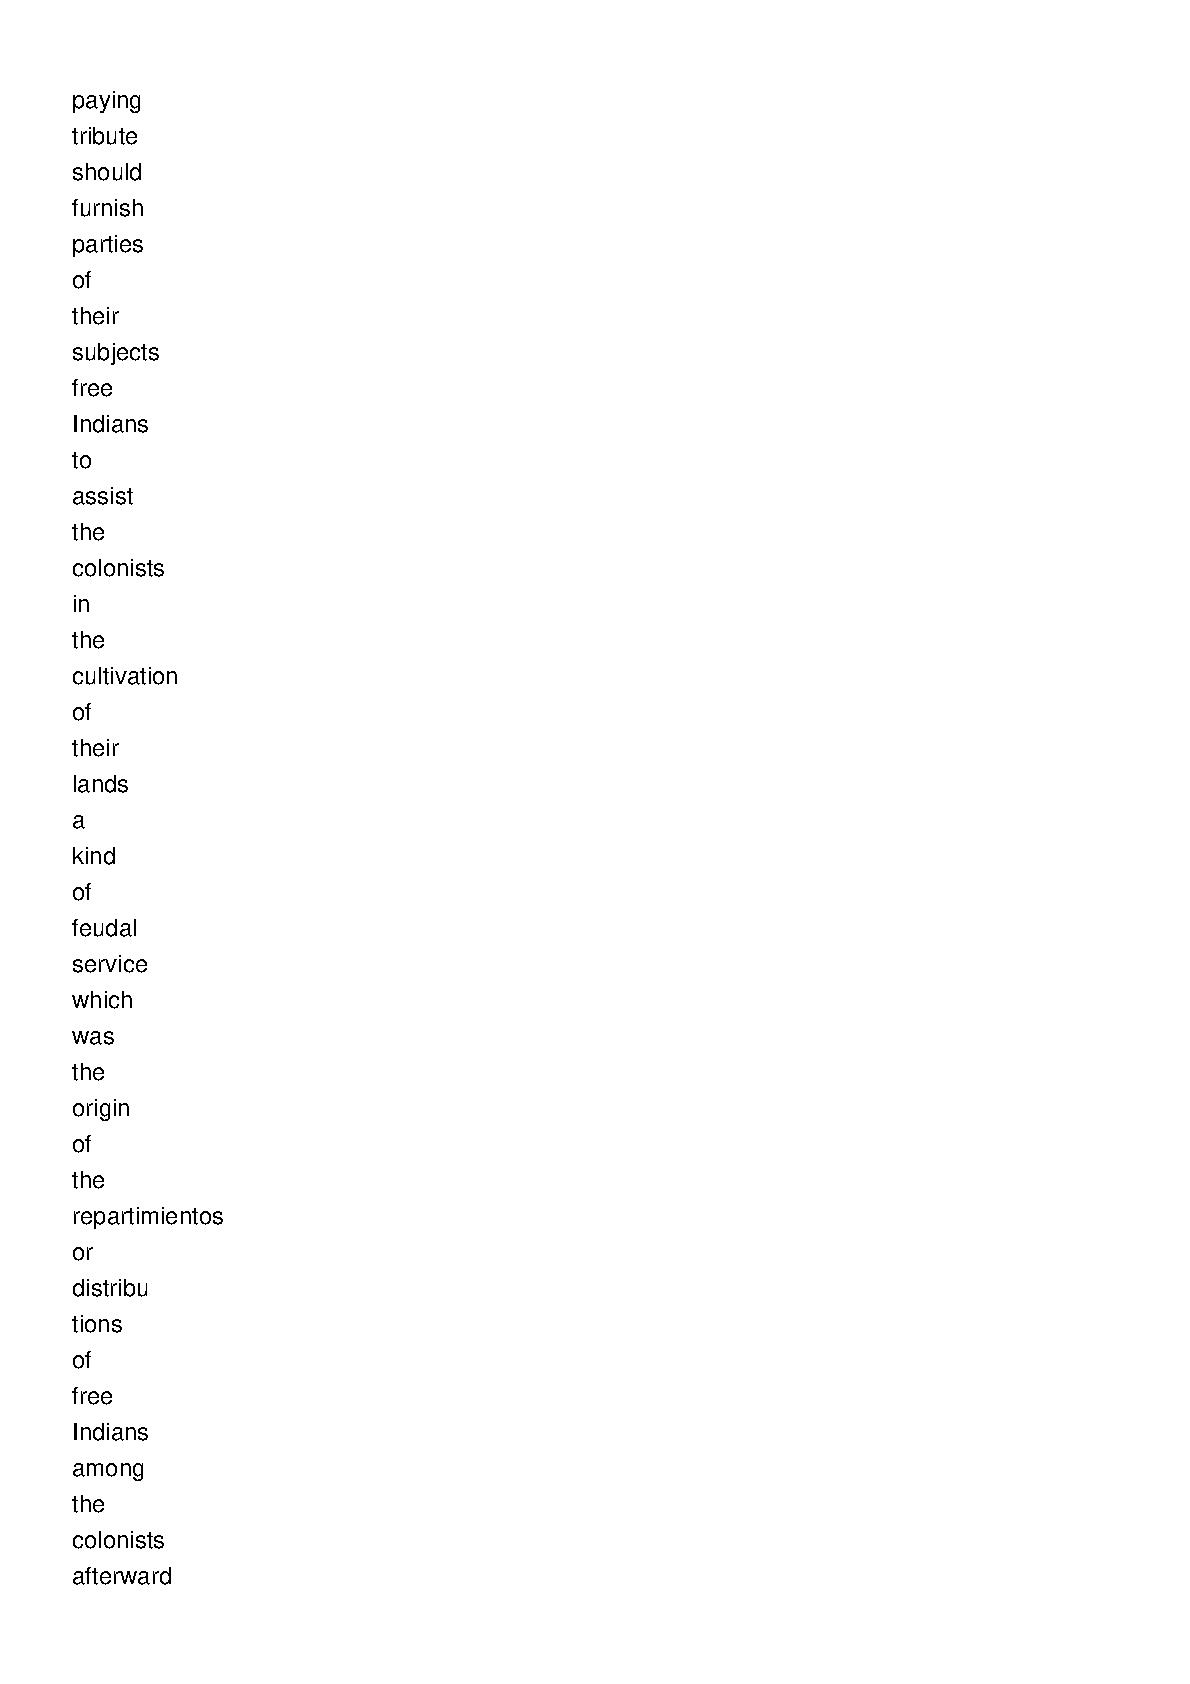 paying
tribute
should
furnish
parties
of
their
subjects
free
Indians
to
assist
the
colonists
in
the
cultivation
of
their
lands
a
kind
of
feudal
service
which
was
the
origin
of
the
repartimientos
or
distribu
tions
of
free
Indians
among
the
colonists
afterward